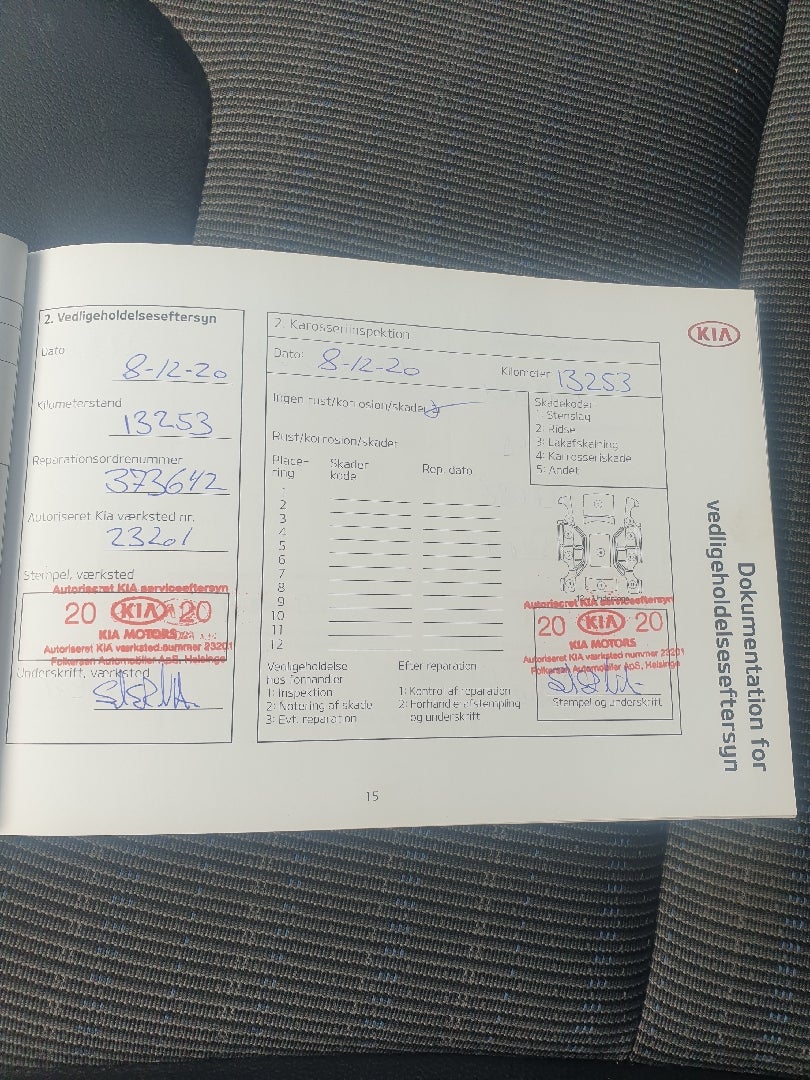 2. Vedligeholdelseseftersyn
Dato
8-12-20
Kilometerstand
13253
Reparationsordrenummer
373642
Autoriseret Kia værksted nr.
23201
Stempel, værksted
Autoriseret KIA serviceeftersyn
20 KIA 20
KIA MOTORS
Autoriseret KIA værksted nummer 23201
Folkersen Automobiler ApS, Helsinge
Underskrift, værksted
2. Karosseriinspektion
Dato: 8-12-20
Kilometer 13253
Ingen rust/korrosion/skader
Rust/korrosion/skader
Place-
ring
Skader
kode
Rep. dato
1
2
3
4
5
6
7
8
9
10
11
12
Skadekode:
1: Stenslag
2: Ridse
3: Lakafskalning
4: Karrosseriskade
5: Andet
Vedligeholdelse
hos forhandler
1: Inspektion
2: Notering af skade
3: Evt. reparation
Efter reparation
1: Kontrol af reparation
2: Forhandlerafstempling
og underskrift
Autoriseret KIA serviceeftersyn
20 KIA 20
KIA MOTORS
Autoriseret KIA værksted nummer 23201
Folkersen Automobiler ApS, Helsinge
Stempel og underskrift
KIA
Dokumentation for
vedligeholdelseseftersyn
15